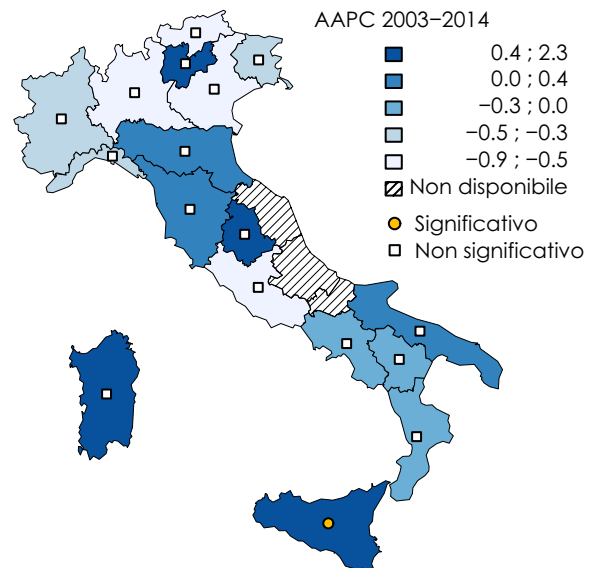 AAPC 2003−2014
0.4 ; 2.3
0.0 ; 0.4
−0.3 ; 0.0
−0.5 ; −0.3
−0.9 ; −0.5
Non disponibile
Significativo
Non significativo